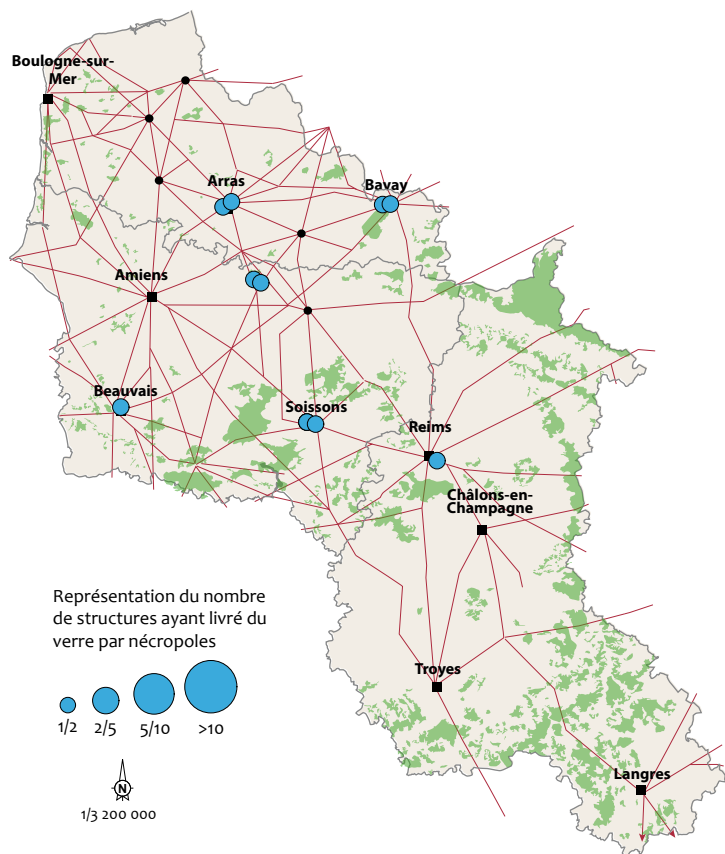 Boulogne-sur-
Mer
Arras
Bavay
Amiens
Beauvais
Soissons
Reims
Châlons-en-
Champagne
Troyes
Langres
Représentation du nombre
de structures ayant livré du
verre par nécropoles
1/2 2/5 5/10 >10
N
1/3 200 000